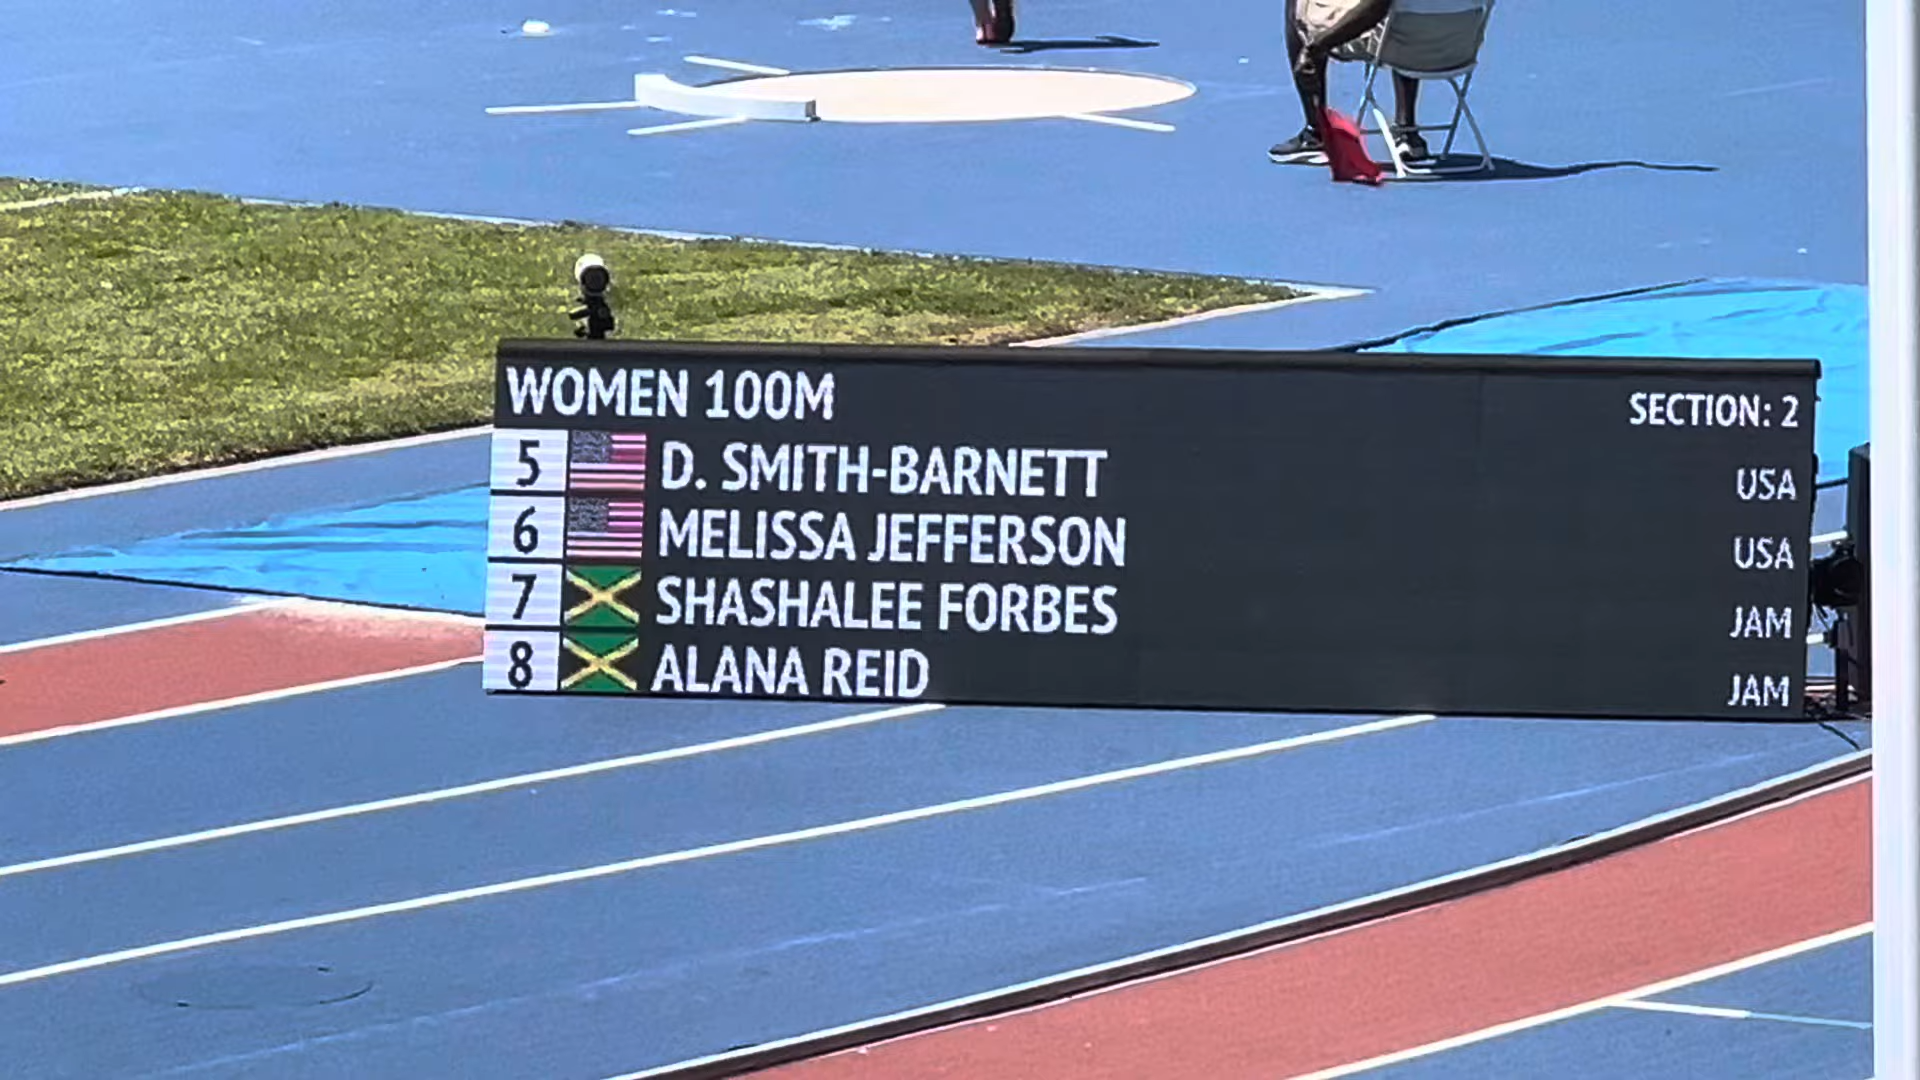 WOMEN 100M SECTION: 2
5 D. SMITH-BARNETT USA
6 MELISSA JEFFERSON USA
7 SHASHALEE FORBES JAM
8 ALANA REID JAM